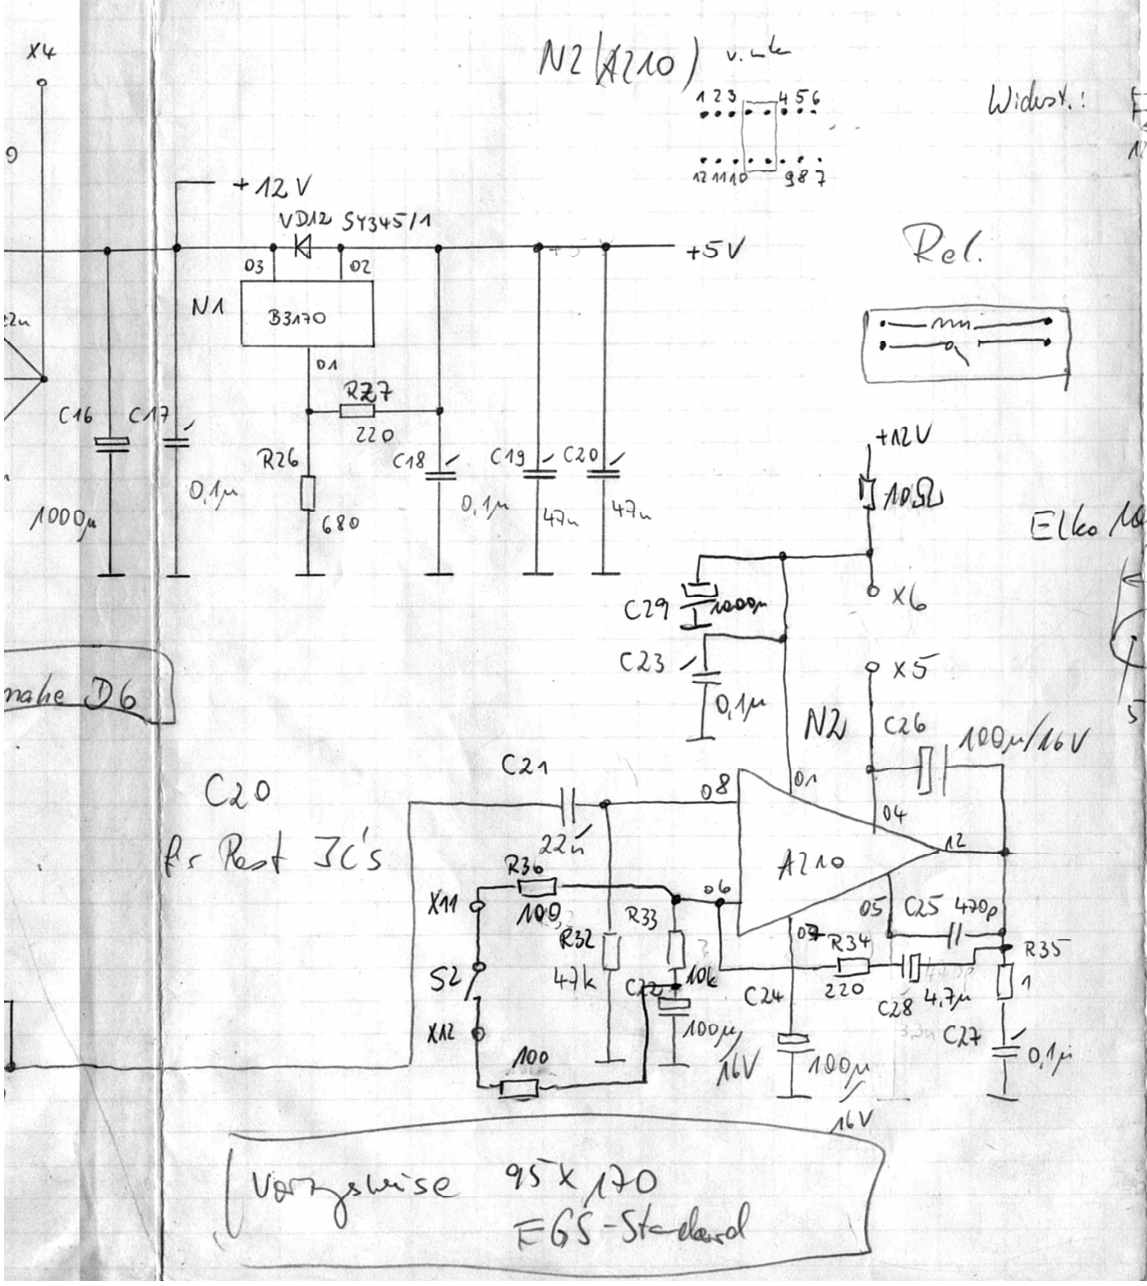 X4
N2 (A210)
1 2 3 4 5 6
12 11 10 9 8 7
Widerst.:
+12V
VD12 SY345/1
03
02
+5V
Rel.
N1
B3170
01
R27
220
C16
C17
1000µ
0,1µ
R26
680
C18
0,1µ
C19
47n
C20
47n
+12V
10Ω
Elko 10
X6
C29
1000µ
C23
0,1µ
X5
nahe D6
N2
C26
100µ/16V
01
C21
22n
08
04
C20
für Rest IC's
A210
12
R36
100
X11
06
05
C25
470p
R33
10k
R32
47k
07
R34
220
R35
1
S2
C22
100µ/
16V
C24
100µ
16V
C28
4,7µ
C27
0,1µ
X12
100
Vorzugsweise 95 x 170
EGS-Standard